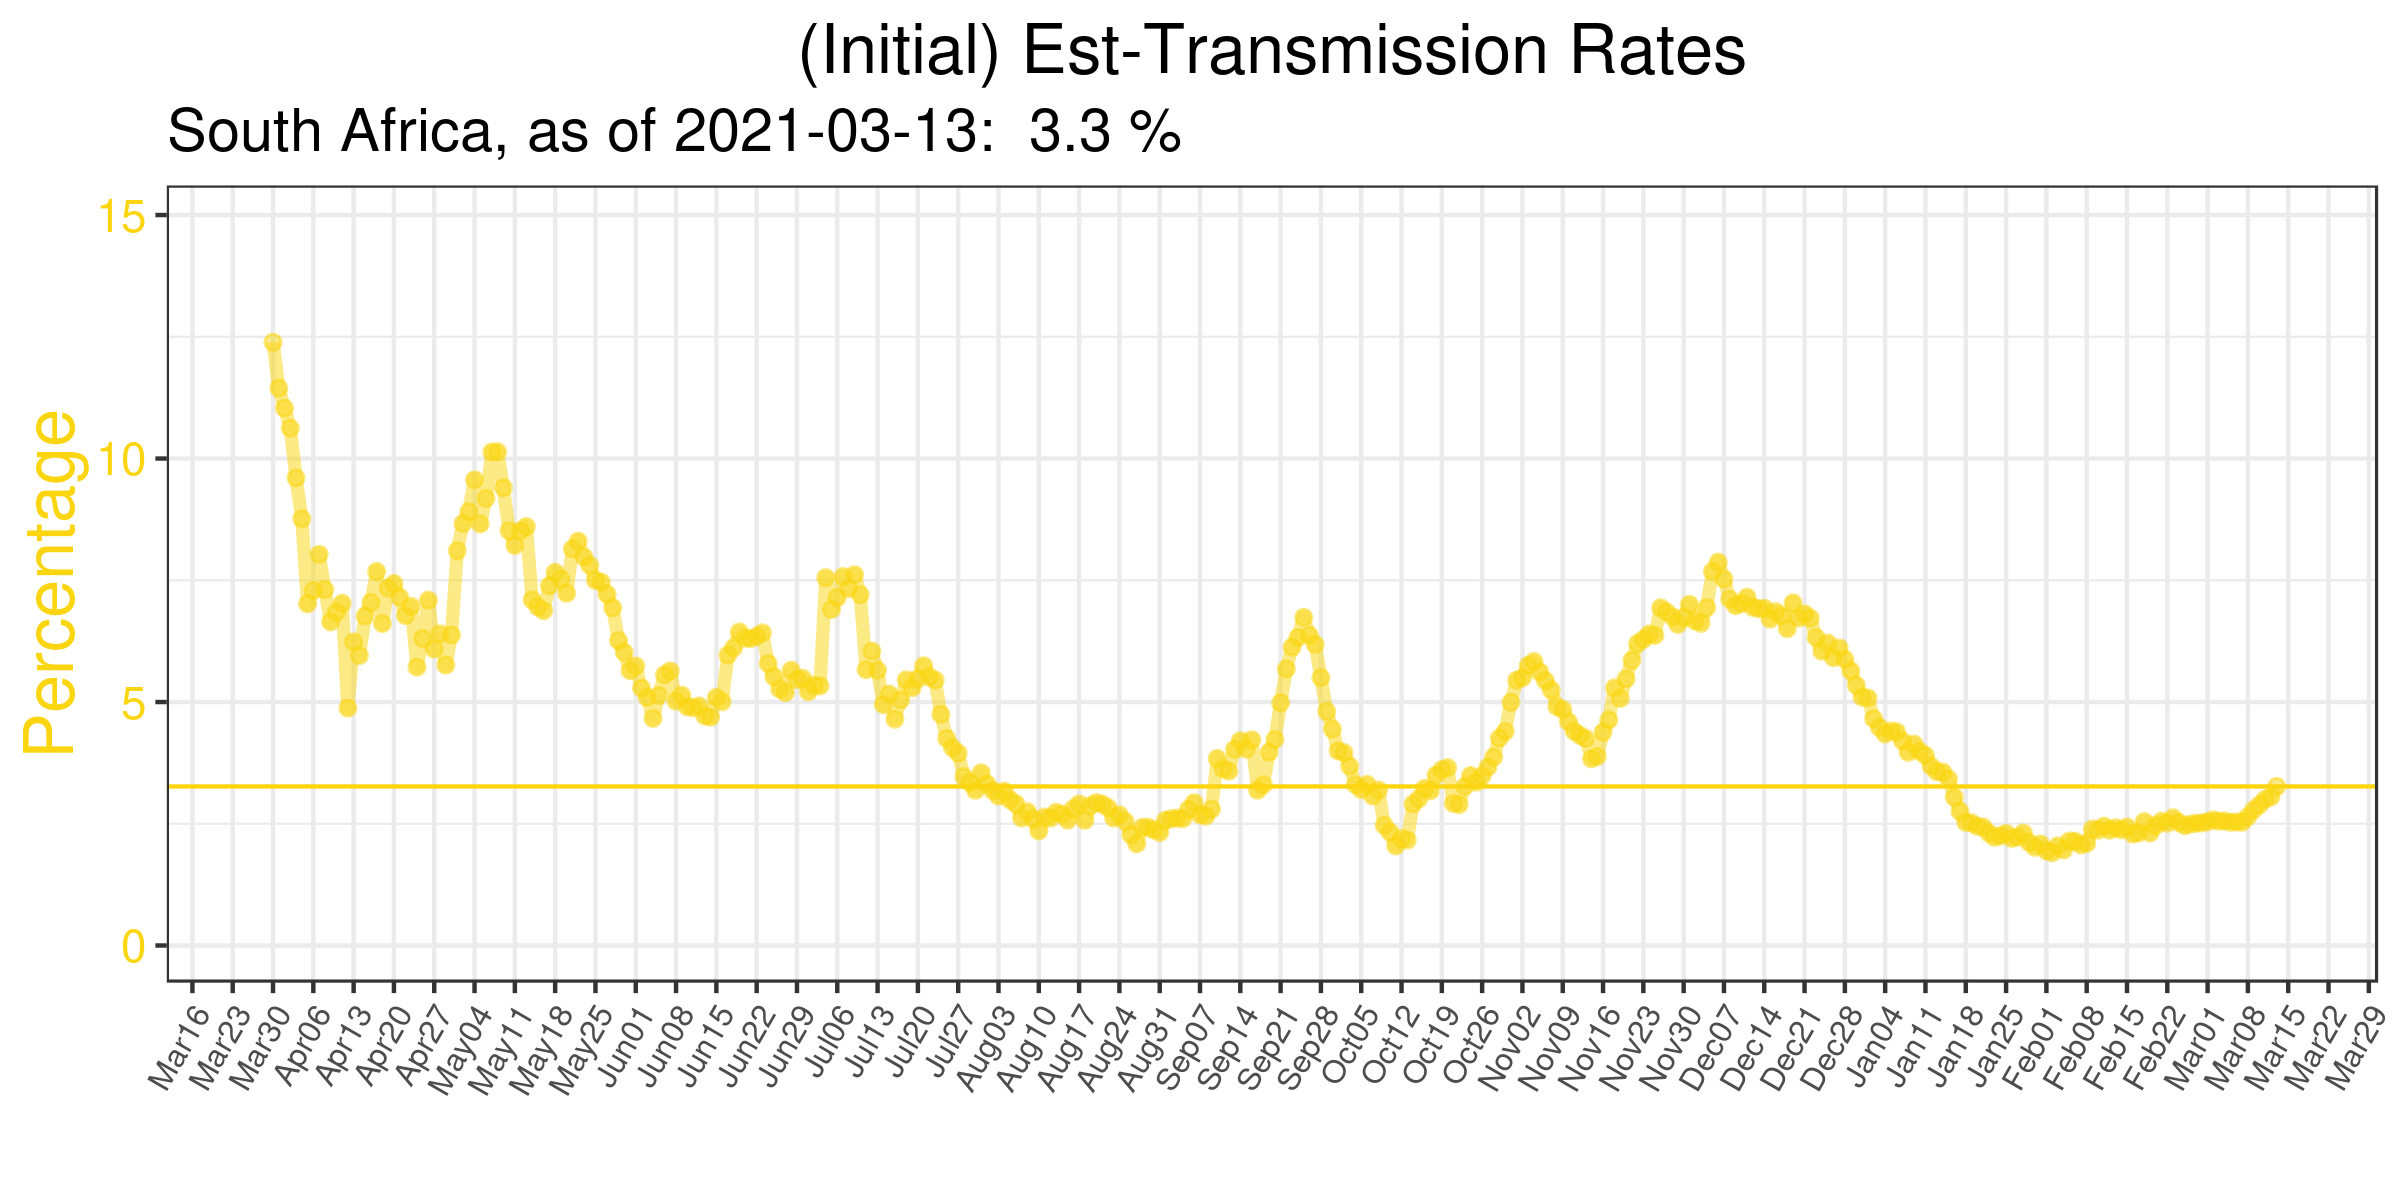 (Initial) Est-Transmission Rates
South Africa, as of 2021-03-13:  3.3 %
Percentage
15
10
5
0
Mar16
Mar23
Mar30
Apr06
Apr13
Apr20
Apr27
May04
May11
May18
May25
Jun01
Jun08
Jun15
Jun22
Jun29
Jul06
Jul13
Jul20
Jul27
Aug03
Aug10
Aug17
Aug24
Aug31
Sep07
Sep14
Sep21
Sep28
Oct05
Oct12
Oct19
Oct26
Nov02
Nov09
Nov16
Nov23
Nov30
Dec07
Dec14
Dec21
Dec28
Jan04
Jan11
Jan18
Jan25
Feb01
Feb08
Feb15
Feb22
Mar01
Mar08
Mar15
Mar22
Mar29